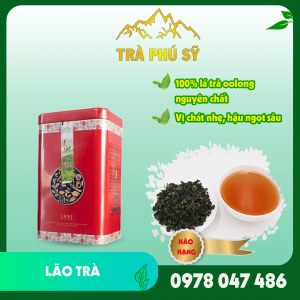 TRÀ PHÚ SỸ
100% lá trà oolong
nguyên chất
Vị chát nhẹ, hậu ngọt sâu
HẢO
HẠNG
LÃO TRÀ
0978 047 486